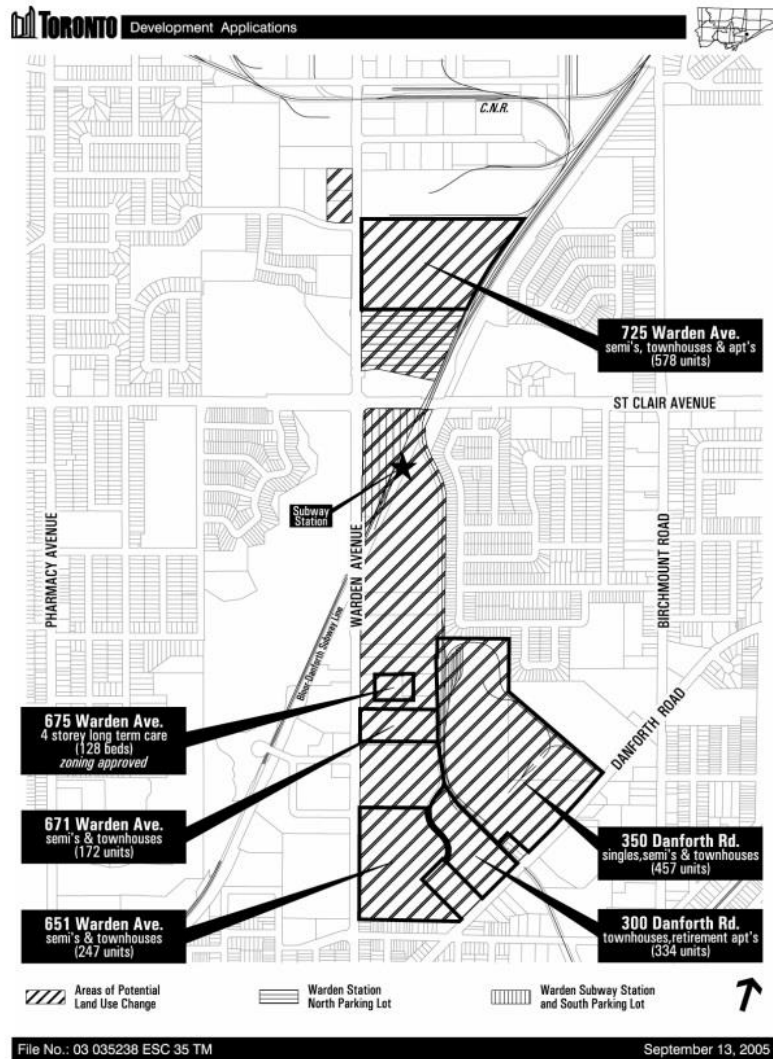 TORONTO Development Applications
C.N.R.
725 Warden Ave.
semi's, townhouses & apt's
(578 units)
ST CLAIR AVENUE
Subway
Station
PHARMACY AVENUE
WARDEN AVENUE
BIRCHMOUNT ROAD
Bloor-Danforth Subway Line
DANFORTH ROAD
675 Warden Ave.
4 storey long term care
(128 beds)
zoning approved
671 Warden Ave.
semi's & townhouses
(172 units)
350 Danforth Rd.
singles,semi's & townhouses
(457 units)
651 Warden Ave.
semi's & townhouses
(247 units)
300 Danforth Rd.
townhouses,retirement apt's
(334 units)
Areas of Potential
Land Use Change
Warden Station
North Parking Lot
Warden Subway Station
and South Parking Lot
File No.: 03 035238 ESC 35 TM
September 13, 2005